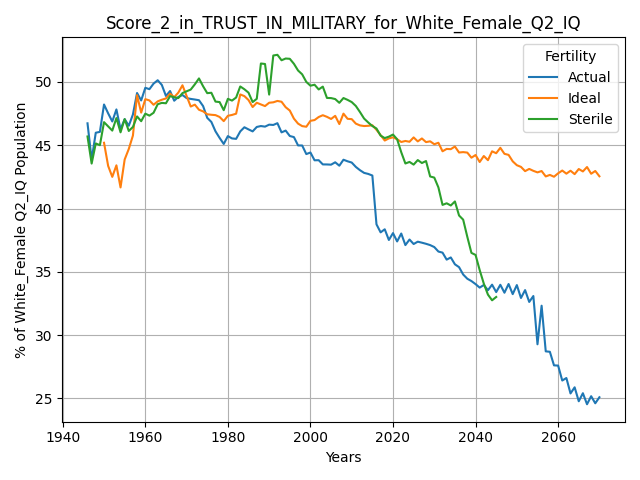 Score_2_in_TRUST_IN_MILITARY_for_White_Female_Q2_IQ
Fertility
Actual
Ideal
Sterile
% of White_Female Q2_IQ Population
50
45
40
35
30
25
1940 1960 1980 2000 2020 2040 2060
Years